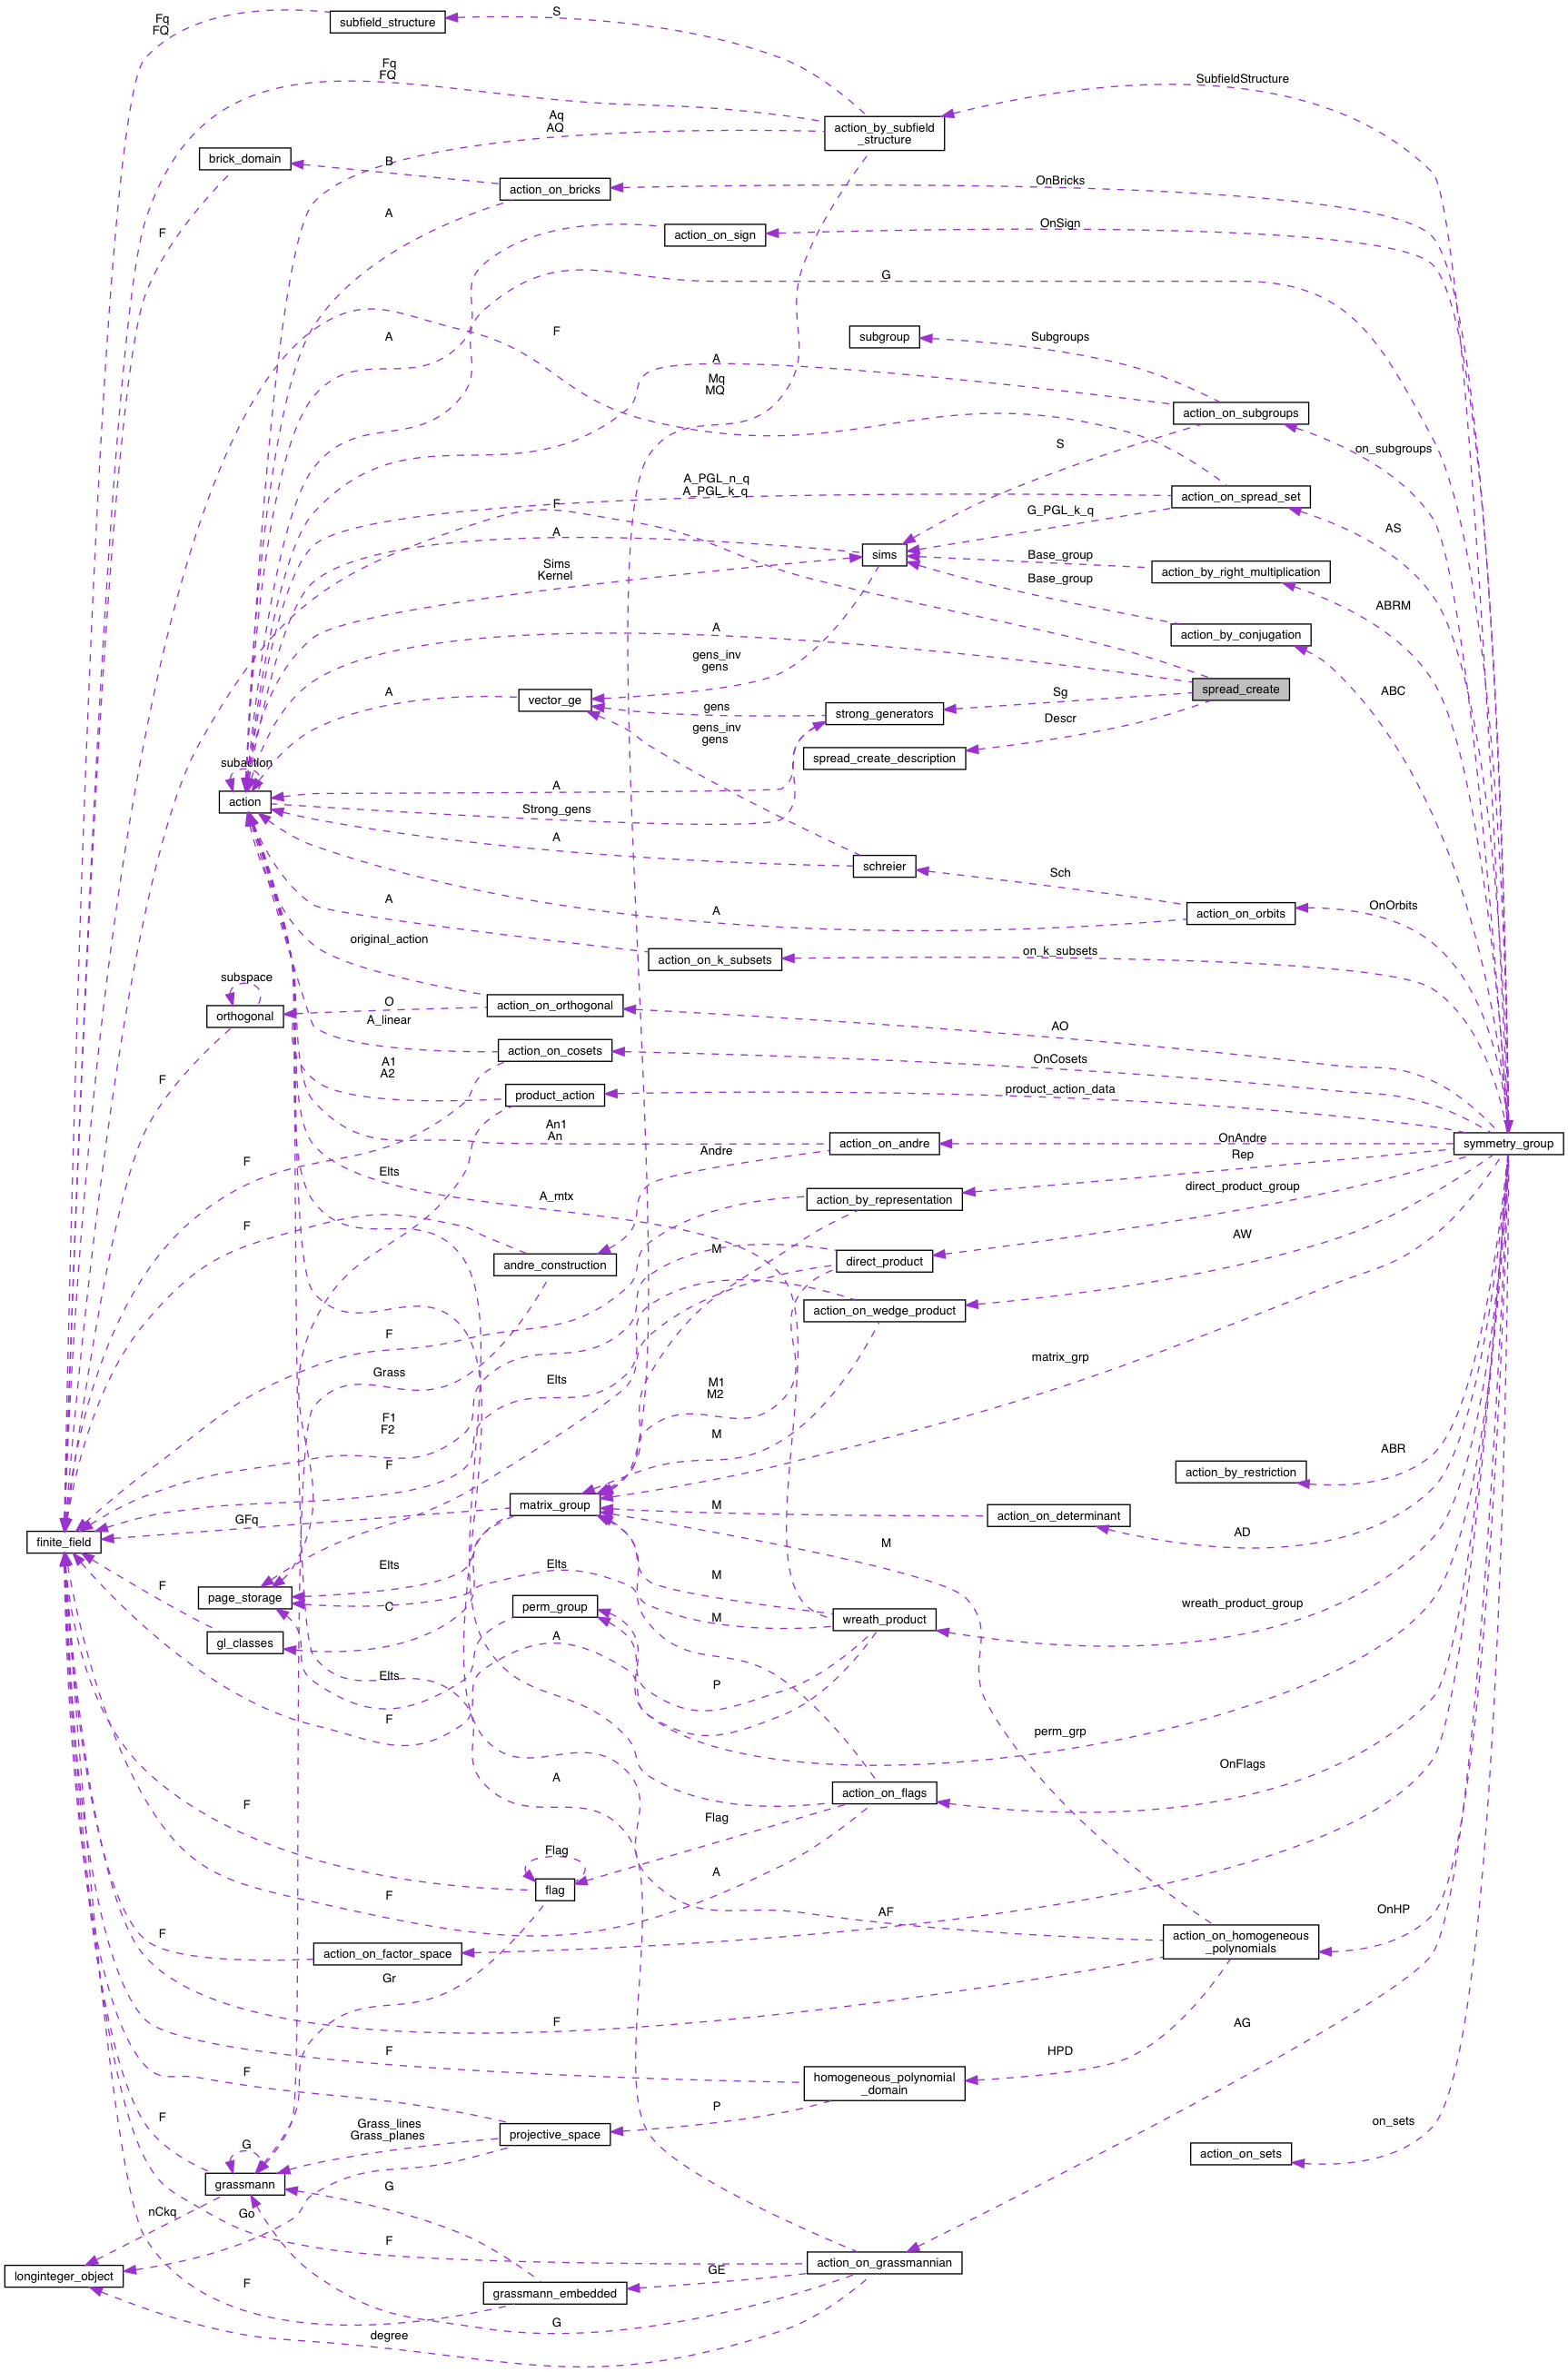 Fq
FQ
subfield_structure
S
Fq
FQ
SubfieldStructure
Aq
AQ
action_by_subfield
_structure
brick_domain
B
action_on_bricks
OnBricks
A
F
action_on_sign
OnSign
G
A
F
subgroup
Subgroups
A
Mq
MQ
action_on_subgroups
S
on_subgroups
A_PGL_n_q
A_PGL_k_q
action_on_spread_set
F
G_PGL_k_q
AS
A
sims
Base_group
Sims
Kernel
action_by_right_multiplication
Base_group
ABRM
A
action_by_conjugation
gens_inv
gens
spread_create
ABC
A
vector_ge
gens
Sg
strong_generators
Descr
gens_inv
gens
spread_create_description
subaction
A
action
Strong_gens
A
schreier
Sch
A
A
action_on_orbits
OnOrbits
original_action
action_on_k_subsets
on_k_subsets
subspace
O
action_on_orthogonal
orthogonal
A_linear
AO
action_on_cosets
OnCosets
A1
A2
F
product_action
product_action_data
An1
An
action_on_andre
OnAndre
Andre
Rep
F
Elts
A_mtx
action_by_representation
direct_product_group
F
M
andre_construction
direct_product
AW
action_on_wedge_product
F
matrix_grp
Grass
Elts
M1
M2
F1
F2
M
F
ABR
action_by_restriction
matrix_group
M
action_on_determinant
GFq
AD
finite_field
M
Elts
Elts
F
M
page_storage
C
perm_group
M
wreath_product
wreath_product_group
gl_classes
A
Elts
P
F
perm_grp
A
OnFlags
action_on_flags
F
Flag
Flag
A
flag
F
AF
OnHP
F
action_on_factor_space
action_on_homogeneous
_polynomials
Gr
F
AG
F
HPD
F
homogeneous_polynomial
_domain
P
F
Grass_lines
Grass_planes
projective_space
on_sets
G
action_on_sets
grassmann
G
nCkq
Go
F
longinteger_object
action_on_grassmannian
GE
F
grassmann_embedded
G
degree